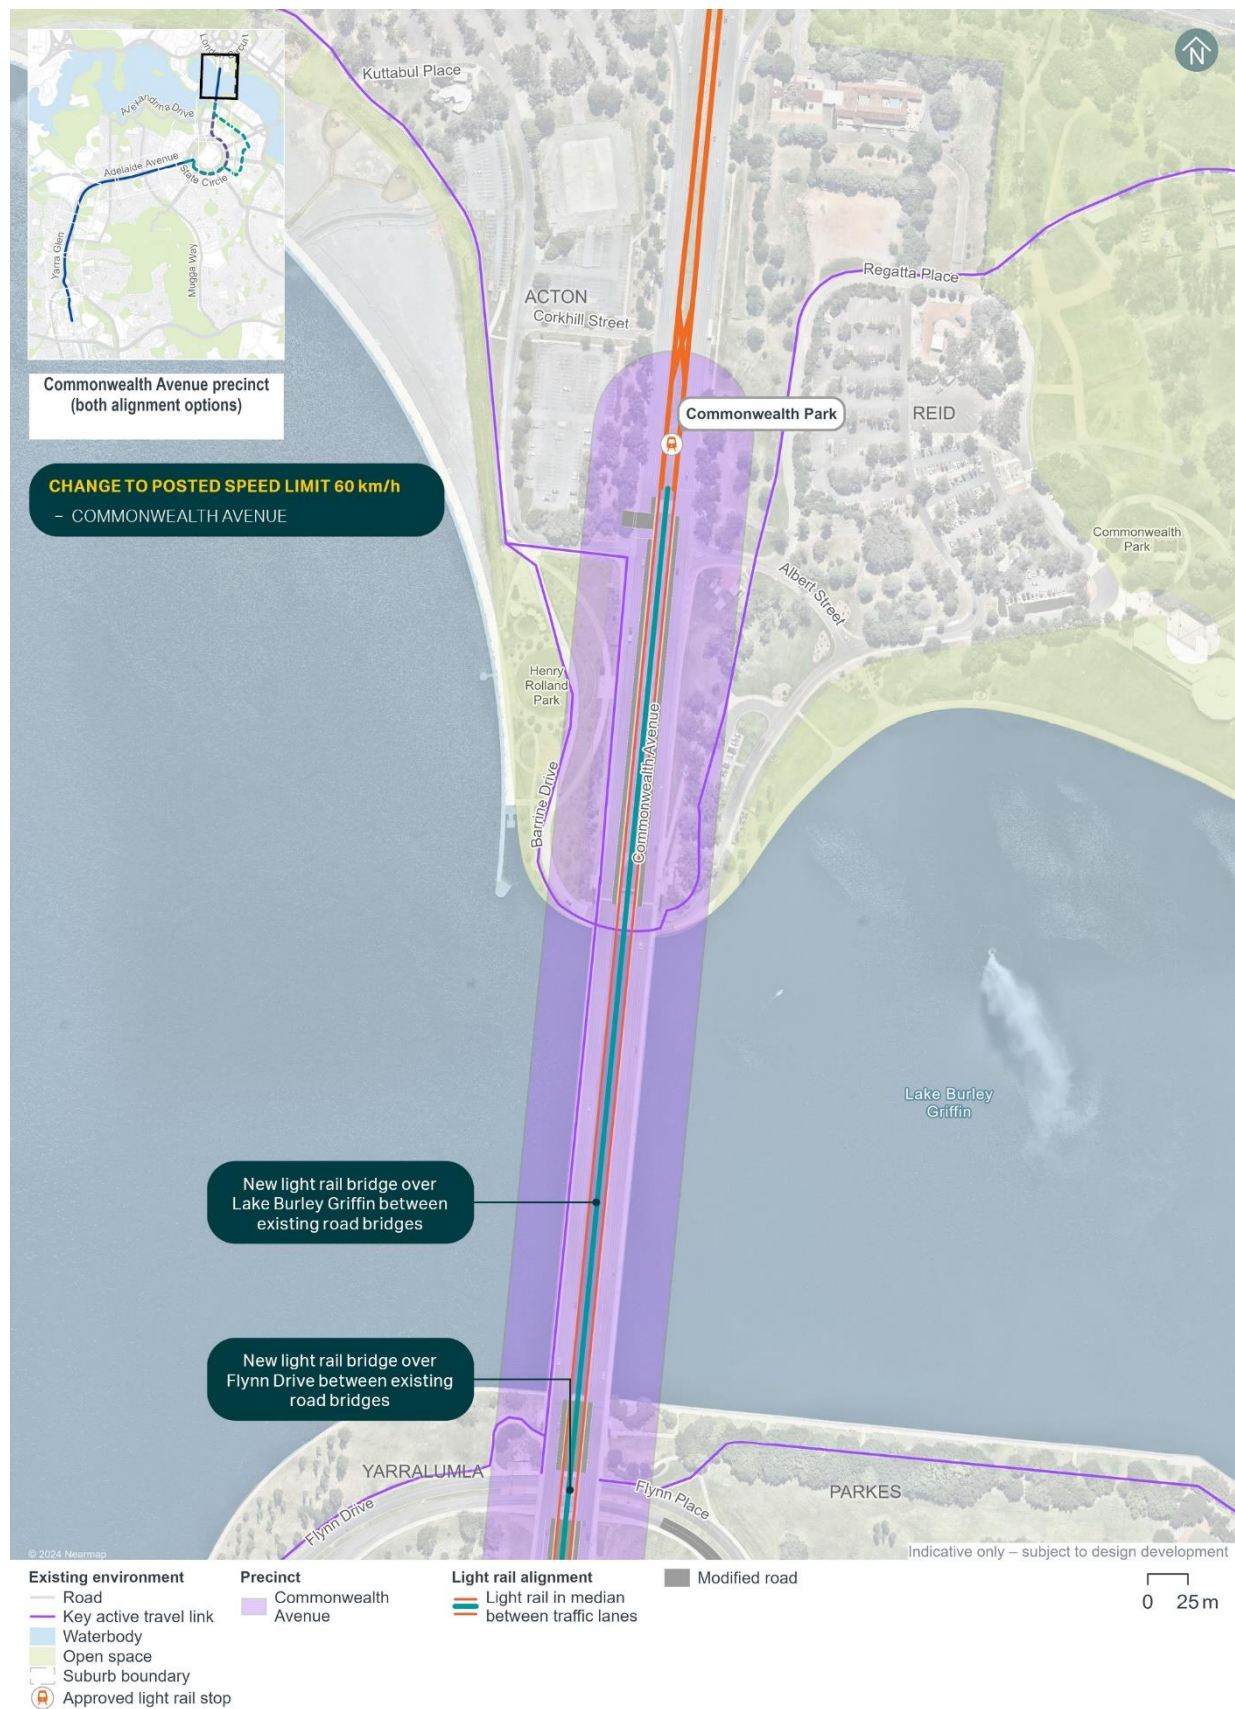 London Circuit
Alexandrina Drive
Adelaide Avenue
State Circle
Yarra Glen
Mugga Way
Commonwealth Avenue precinct
(both alignment options)
CHANGE TO POSTED SPEED LIMIT 60 km/h
– COMMONWEALTH AVENUE
N
Kuttabul Place
ACTON
Corkhill Street
Regatta Place
Commonwealth Park
REID
Commonwealth
Park
Albert Street
Henry
Rolland
Park
Barrine Drive
Commonwealth Avenue
Lake Burley
Griffin
New light rail bridge over
Lake Burley Griffin between
existing road bridges
New light rail bridge over
Flynn Drive between existing
road bridges
YARRALUMLA
Flynn Drive
Flynn Place
PARKES
© 2024 Nearmap
Indicative only – subject to design development
Existing environment
Road
Key active travel link
Waterbody
Open space
Suburb boundary
Approved light rail stop
Precinct
Commonwealth
Avenue
Light rail alignment
Light rail in median
between traffic lanes
Modified road
0 25 m